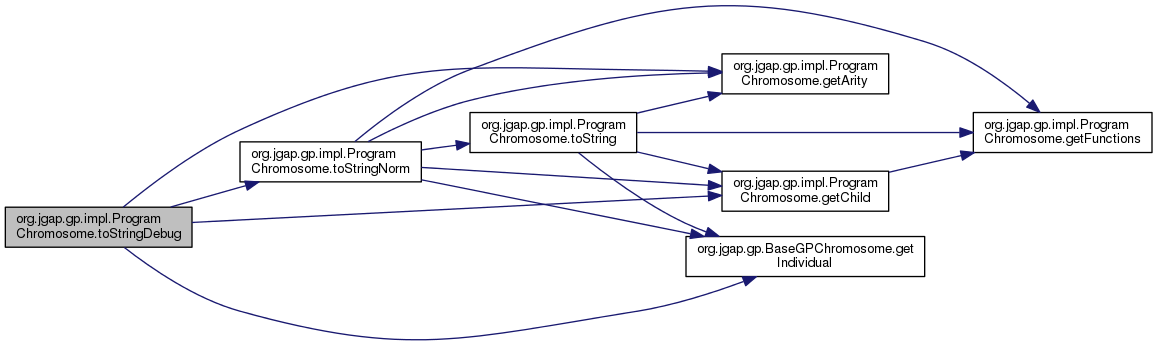 org.jgap.gp.impl.Program
Chromosome.toStringDebug
org.jgap.gp.impl.Program
Chromosome.toStringNorm
org.jgap.gp.impl.Program
Chromosome.toString
org.jgap.gp.impl.Program
Chromosome.getArity
org.jgap.gp.impl.Program
Chromosome.getChild
org.jgap.gp.BaseGPChromosome.get
Individual
org.jgap.gp.impl.Program
Chromosome.getFunctions